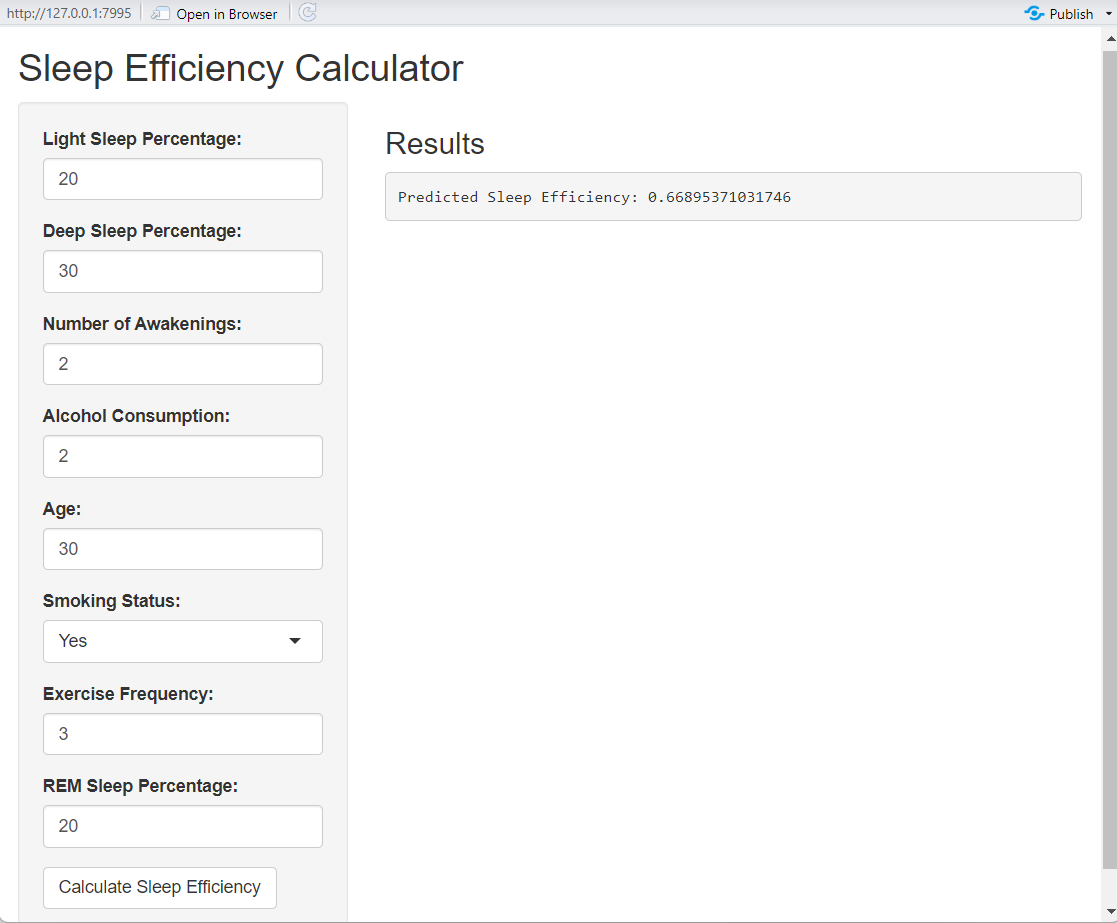 http://127.0.0.1:7995 Open in Browser Publish
Sleep Efficiency Calculator
Light Sleep Percentage:
20
Deep Sleep Percentage:
30
Number of Awakenings:
2
Alcohol Consumption:
2
Age:
30
Smoking Status:
Yes
Exercise Frequency:
3
REM Sleep Percentage:
20
Calculate Sleep Efficiency
Results
Predicted Sleep Efficiency: 0.66895371031746